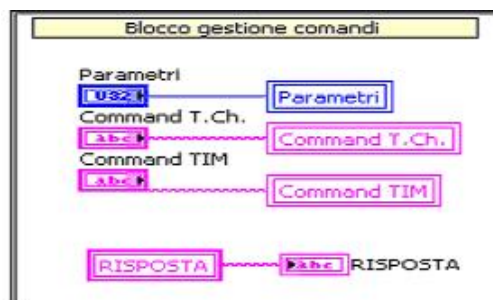 Blocco gestione comandi
Parametri
U32
Parametri
Command T.Ch.
abc
Command T.Ch.
Command TIM
abc
Command TIM
RISPOSTA
abc
RISPOSTA